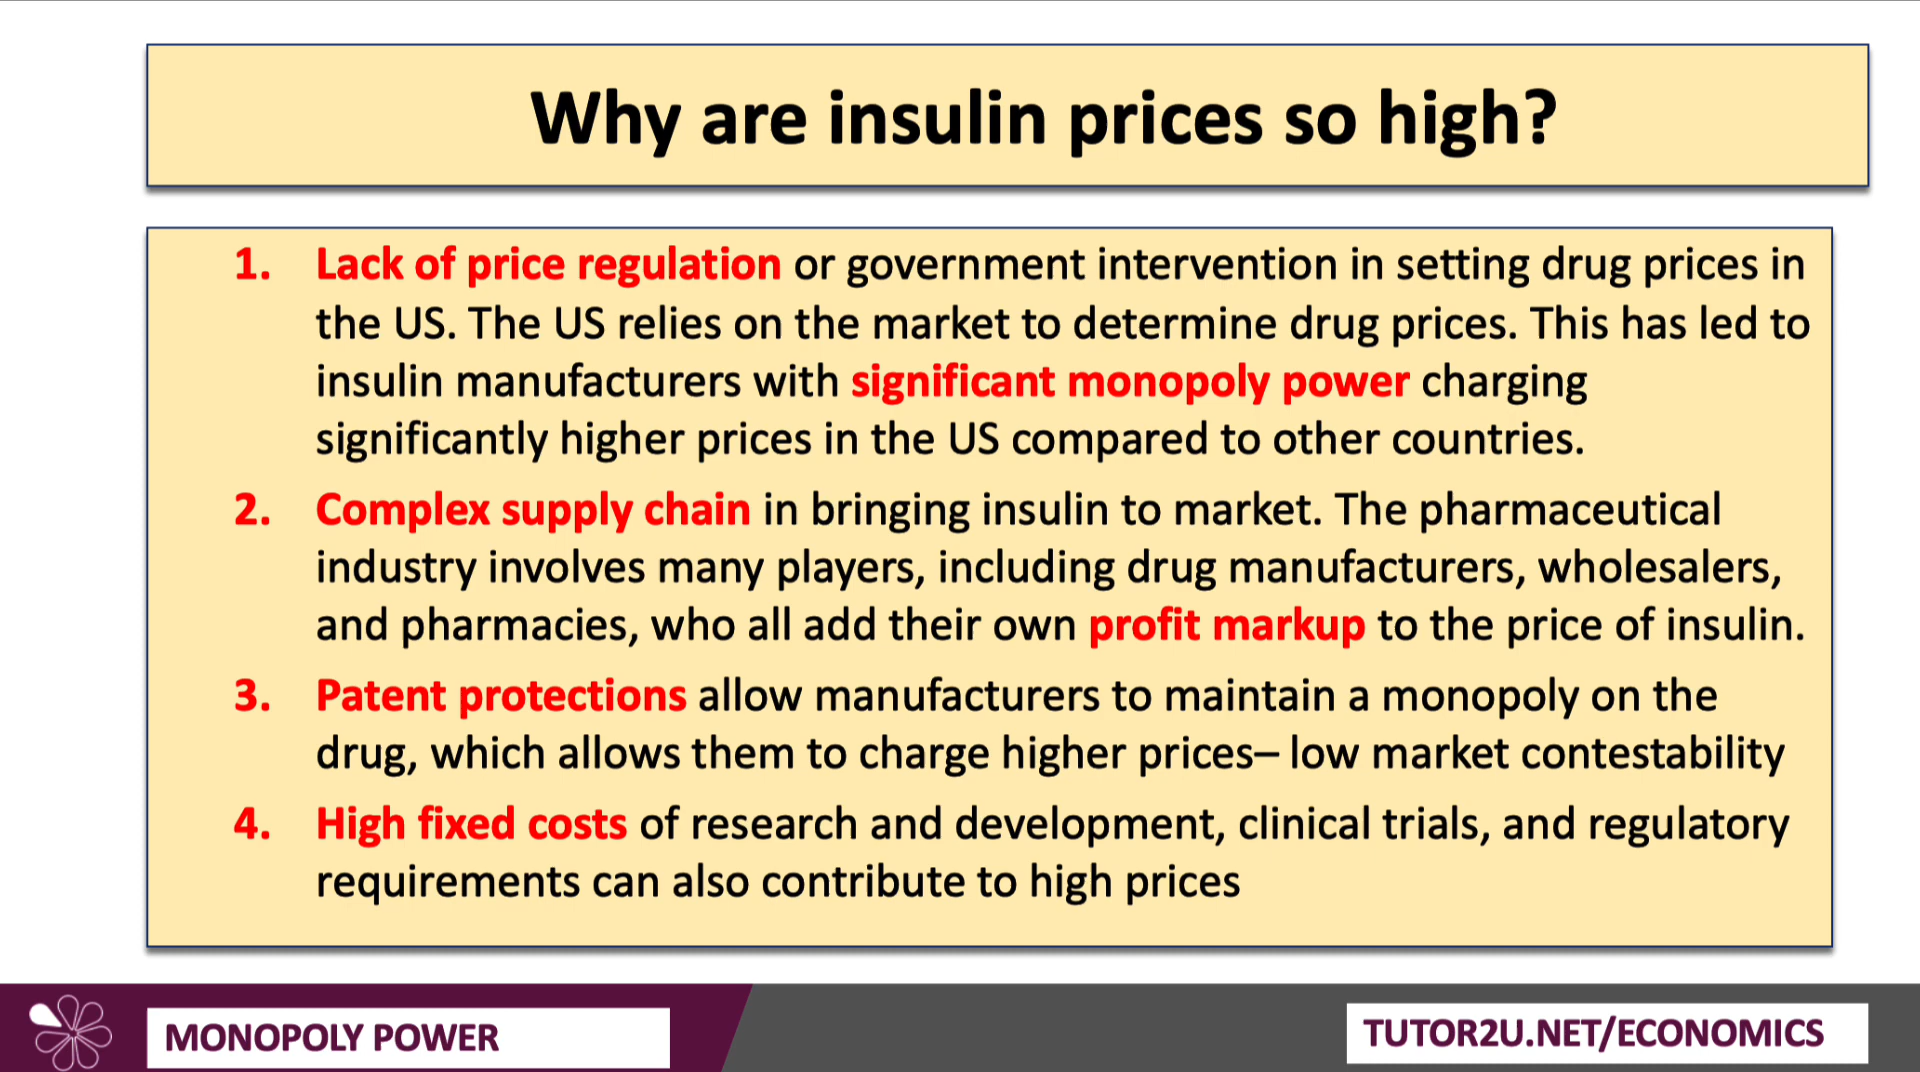 Why are insulin prices so high?
1. Lack of price regulation or government intervention in setting drug prices in
the US. The US relies on the market to determine drug prices. This has led to
insulin manufacturers with significant monopoly power charging
significantly higher prices in the US compared to other countries.
2. Complex supply chain in bringing insulin to market. The pharmaceutical
industry involves many players, including drug manufacturers, wholesalers,
and pharmacies, who all add their own profit markup to the price of insulin.
3. Patent protections allow manufacturers to maintain a monopoly on the
drug, which allows them to charge higher prices– low market contestability
4. High fixed costs of research and development, clinical trials, and regulatory
requirements can also contribute to high prices
MONOPOLY POWER
TUTOR2U.NET/ECONOMICS